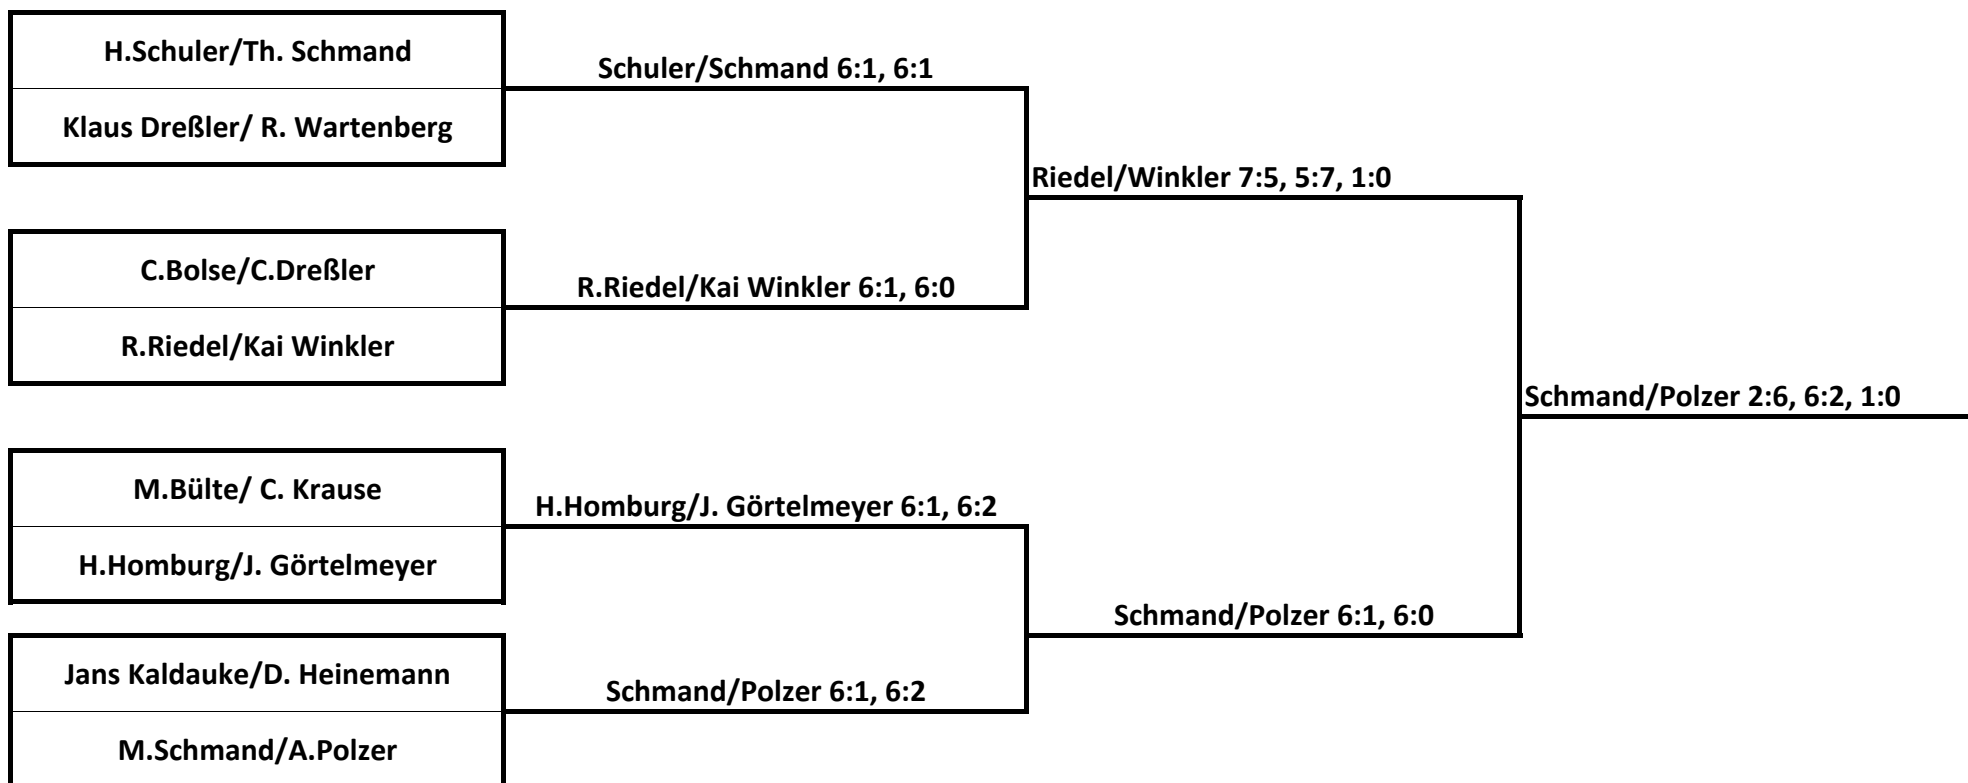 H.Schuler/Th. Schmand
Klaus Dreßler/ R. Wartenberg
C.Bolse/C.Dreßler
R.Riedel/Kai Winkler
M.Bülte/ C. Krause
H.Homburg/J. Görtelmeyer
Jans Kaldauke/D. Heinemann
M.Schmand/A.Polzer
Schuler/Schmand 6:1, 6:1
R.Riedel/Kai Winkler 6:1, 6:0
H.Homburg/J. Görtelmeyer 6:1, 6:2
Schmand/Polzer 6:1, 6:2
Riedel/Winkler 7:5, 5:7, 1:0
Schmand/Polzer 6:1, 6:0
Schmand/Polzer 2:6, 6:2, 1:0